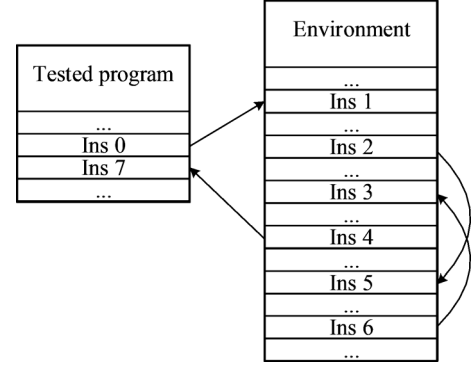 Tested program
...
Ins 0
Ins 7
...
Environment
...
Ins 1
...
Ins 2
...
Ins 3
...
Ins 4
...
Ins 5
...
Ins 6
...